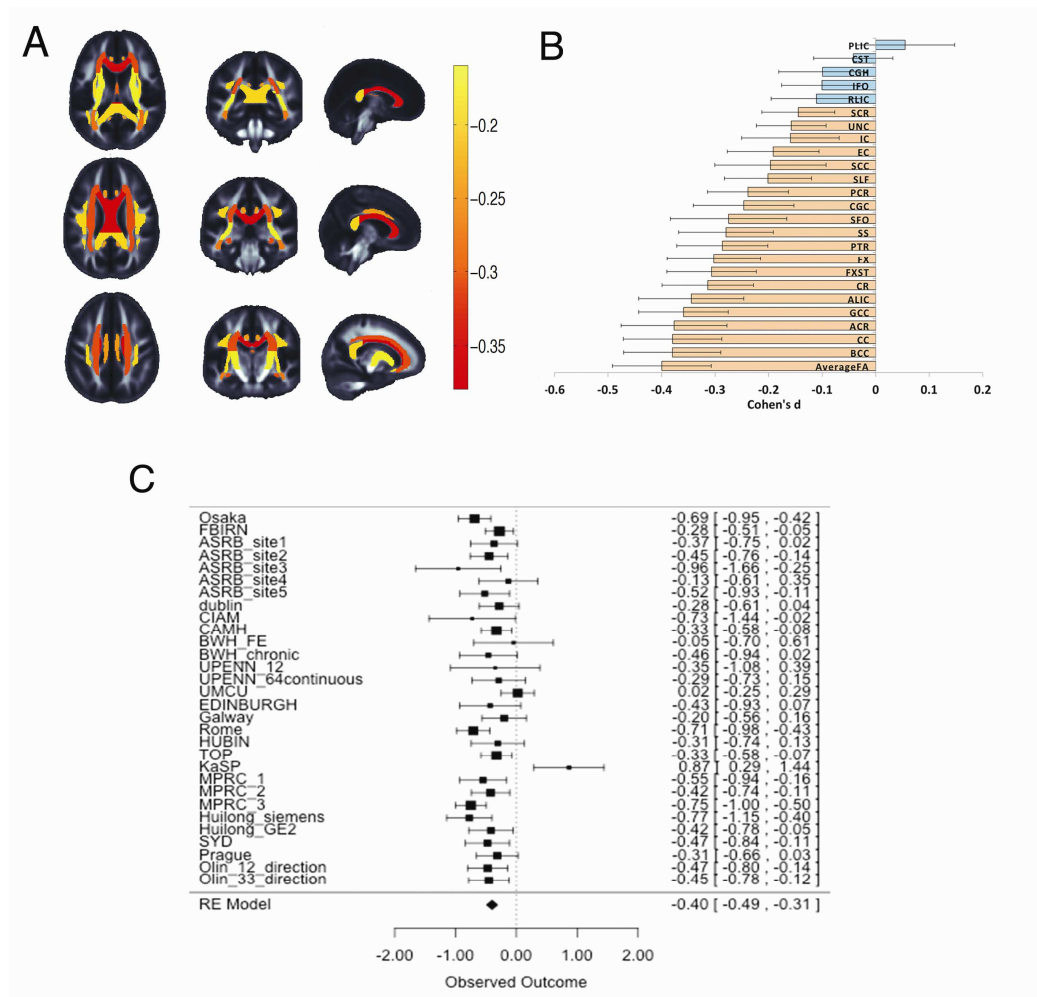 A
B
-0.2
-0.25
-0.3
-0.35
PLIC
CST
CGH
IFO
RLIC
SCR
UNC
IC
EC
SCC
SLF
PCR
CGC
SFO
SS
PTR
FX
FXST
CR
ALIC
GCC
ACR
CC
BCC
AverageFA
-0.6 -0.5 -0.4 -0.3 -0.2 -0.1 0 0.1 0.2
Cohen's d
C
Osaka -0.69 [ -0.95 , -0.42 ]
FBIRN -0.28 [ -0.51 , -0.05 ]
ASRB_site1 -0.37 [ -0.75 , 0.02 ]
ASRB_site2 -0.45 [ -0.76 , -0.14 ]
ASRB_site3 -0.96 [ -1.66 , -0.25 ]
ASRB_site4 -0.13 [ -0.61 , 0.35 ]
ASRB_site5 -0.52 [ -0.93 , -0.11 ]
dublin -0.28 [ -0.61 , 0.04 ]
CIAM -0.73 [ -1.44 , -0.02 ]
CAMH -0.33 [ -0.58 , -0.08 ]
BWH_FE -0.05 [ -0.70 , 0.61 ]
BWH_chronic -0.46 [ -0.94 , 0.02 ]
UPENN_12 -0.35 [ -1.08 , 0.39 ]
UPENN_64continuous -0.29 [ -0.73 , 0.15 ]
UMCU 0.02 [ -0.25 , 0.29 ]
EDINBURGH -0.43 [ -0.93 , 0.07 ]
Galway -0.20 [ -0.56 , 0.16 ]
Rome -0.71 [ -0.98 , -0.43 ]
HUBIN -0.31 [ -0.74 , 0.13 ]
TOP -0.33 [ -0.58 , -0.07 ]
KaSP 0.87 [ 0.29 , 1.44 ]
MPRC_1 -0.55 [ -0.94 , -0.16 ]
MPRC_2 -0.42 [ -0.74 , -0.11 ]
MPRC_3 -0.75 [ -1.00 , -0.50 ]
Huilong_siemens -0.77 [ -1.15 , -0.40 ]
Huilong_GE2 -0.42 [ -0.78 , -0.05 ]
SYD -0.47 [ -0.84 , -0.11 ]
Prague -0.31 [ -0.66 , 0.03 ]
Olin_12_direction -0.47 [ -0.80 , -0.14 ]
Olin_33_direction -0.45 [ -0.78 , -0.12 ]
RE Model -0.40 [ -0.49 , -0.31 ]
-2.00 -1.00 0.00 1.00 2.00
Observed Outcome